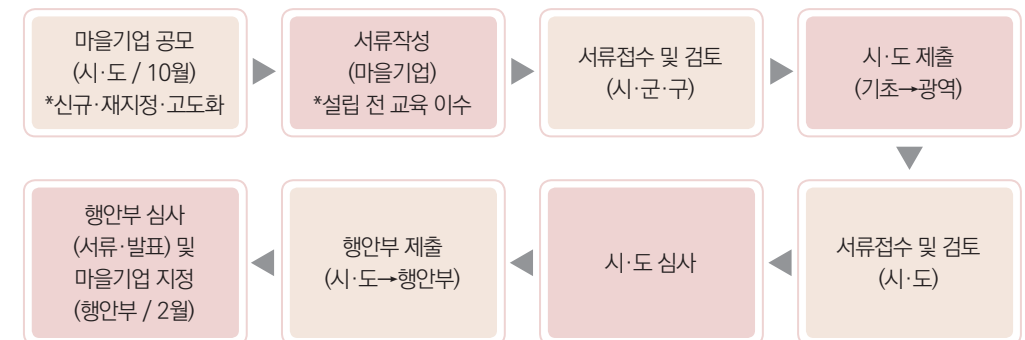 마을기업 공모
(시·도 / 10월)
*신규·재지정·고도화
서류작성
(마을기업)
*설립 전 교육 이수
서류접수 및 검토
(시·군·구)
시·도 제출
(기초→광역)
서류접수 및 검토
(시·도)
시·도 심사
행안부 제출
(시·도→행안부)
행안부 심사
(서류·발표) 및
마을기업 지정
(행안부 / 2월)